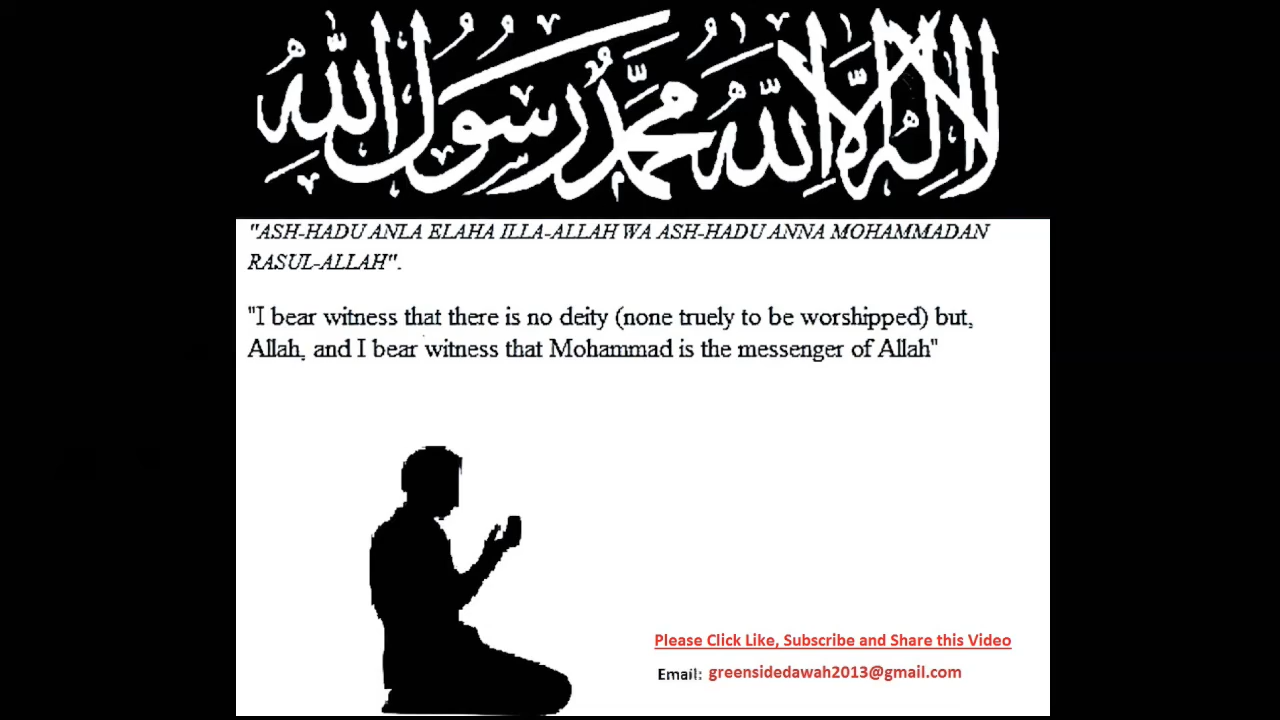 لا إله إلا الله محمد رسول الله
"ASH-HADU ANLA ELAHA ILLA-ALLAH WA ASH-HADU ANNA MOHAMMADAN
RASUL-ALLAH".
"I bear witness that there is no deity (none truely to be worshipped) but,
Allah, and I bear witness that Mohammad is the messenger of Allah"
Please Click Like, Subscribe and Share this Video
Email: greensidedawah2013@gmail.com